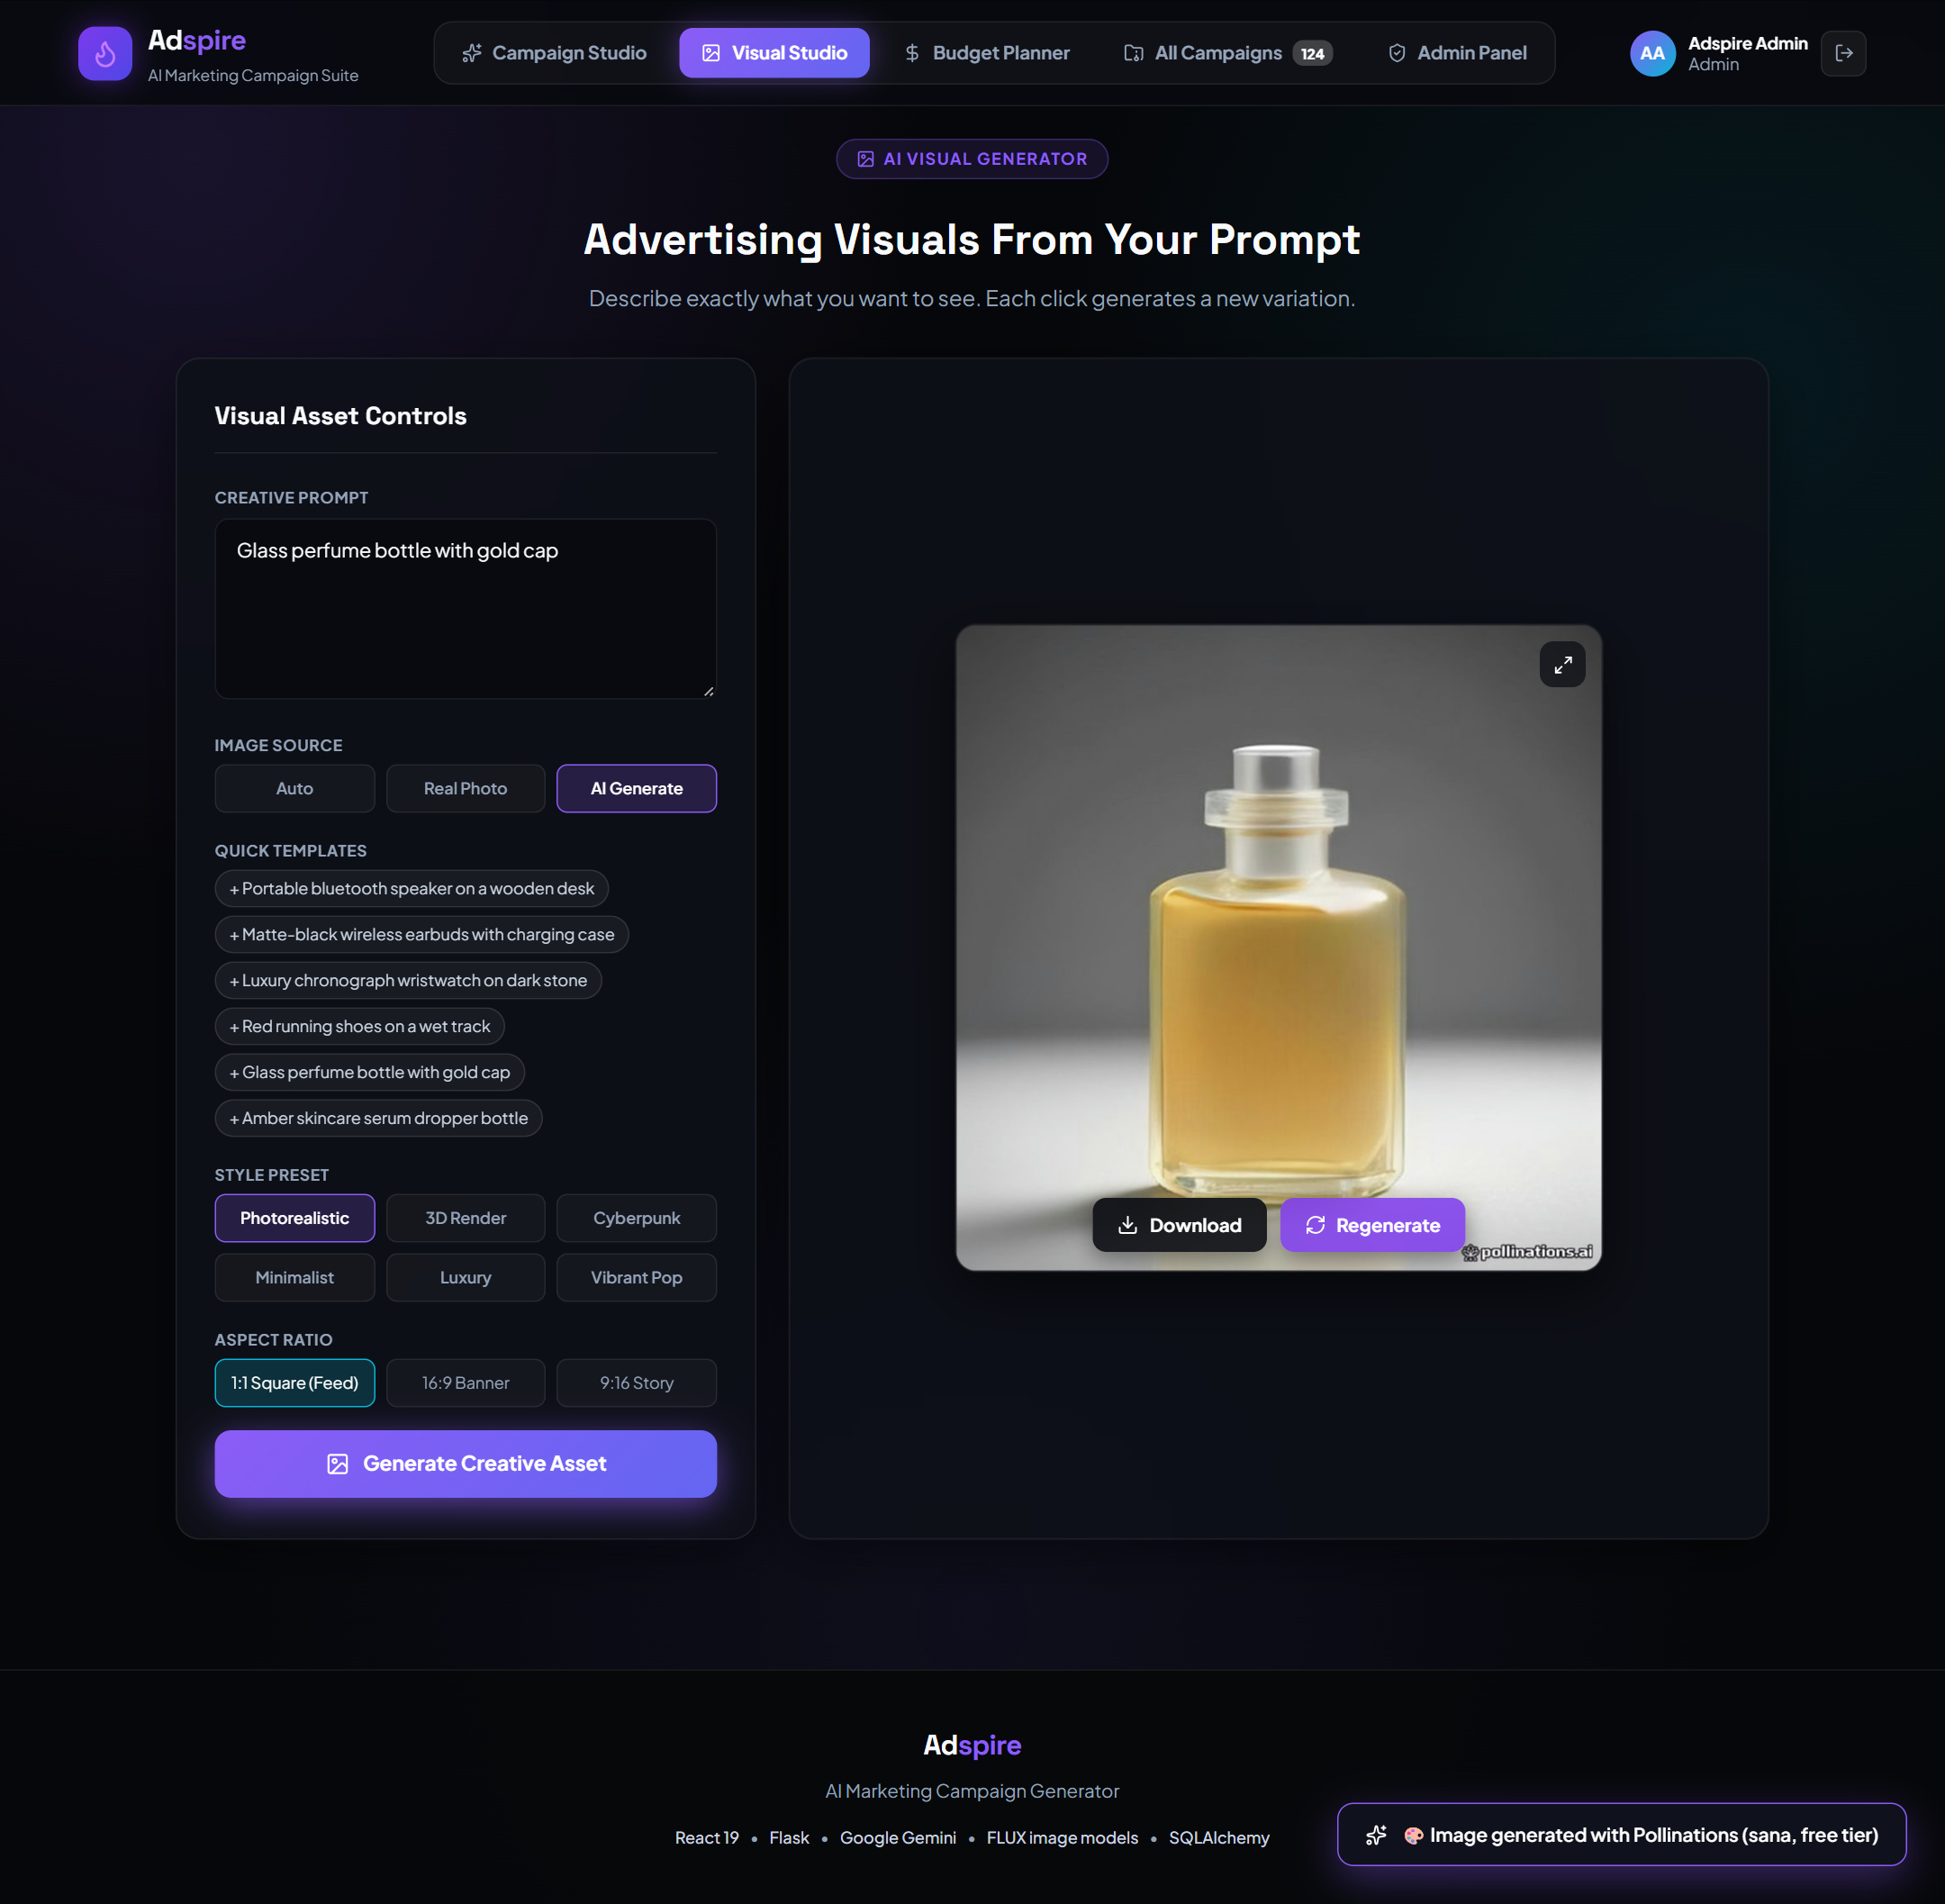 Adspire
AI Marketing Campaign Suite
Campaign Studio
Visual Studio
Budget Planner
All Campaigns 124
Admin Panel
AA
Adspire Admin
Admin
AI VISUAL GENERATOR
Advertising Visuals From Your Prompt
Describe exactly what you want to see. Each click generates a new variation.
Visual Asset Controls
CREATIVE PROMPT
Glass perfume bottle with gold cap
IMAGE SOURCE
Auto
Real Photo
AI Generate
QUICK TEMPLATES
+ Portable bluetooth speaker on a wooden desk
+ Matte-black wireless earbuds with charging case
+ Luxury chronograph wristwatch on dark stone
+ Red running shoes on a wet track
+ Glass perfume bottle with gold cap
+ Amber skincare serum dropper bottle
STYLE PRESET
Photorealistic
3D Render
Cyberpunk
Minimalist
Luxury
Vibrant Pop
ASPECT RATIO
1:1 Square (Feed)
16:9 Banner
9:16 Story
Generate Creative Asset
Download
Regenerate
pollinations.ai
Adspire
AI Marketing Campaign Generator
React 19 • Flask • Google Gemini • FLUX image models • SQLAlchemy
🎨 Image generated with Pollinations (sana, free tier)